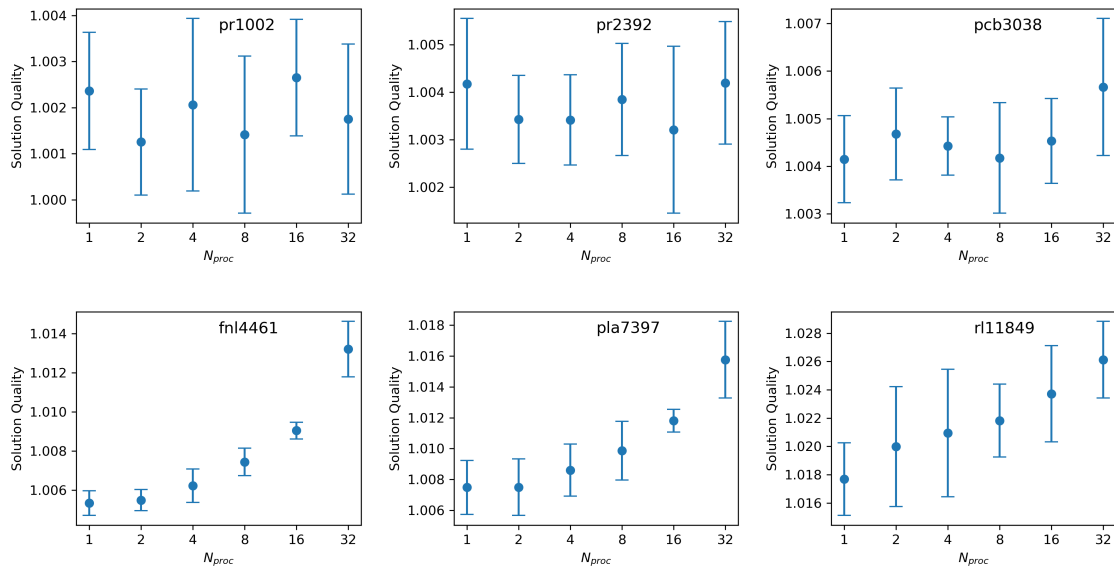 pr1002
Solution Quality
1.004
1.003
1.002
1.001
1.000
1 2 4 8 16 32
N_proc
pr2392
Solution Quality
1.005
1.004
1.003
1.002
1 2 4 8 16 32
N_proc
pcb3038
Solution Quality
1.007
1.006
1.005
1.004
1.003
1 2 4 8 16 32
N_proc
fnl4461
Solution Quality
1.014
1.012
1.010
1.008
1.006
1 2 4 8 16 32
N_proc
pla7397
Solution Quality
1.018
1.016
1.014
1.012
1.010
1.008
1.006
1 2 4 8 16 32
N_proc
rl11849
Solution Quality
1.028
1.026
1.024
1.022
1.020
1.018
1.016
1 2 4 8 16 32
N_proc